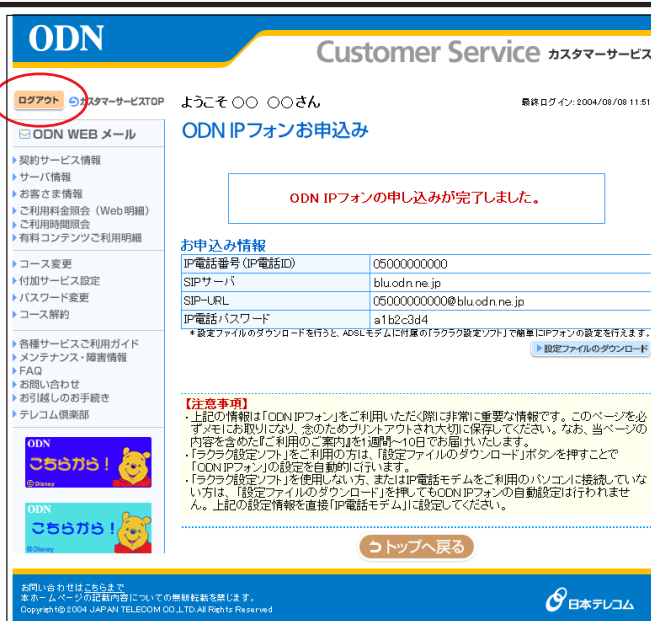 ODN
Customer Service カスタマーサービス
ログアウト
カスタマーサービスTOP
ようこそ○○ ○○さん
最終ログイン:2004/08/08 11:51
ODN WEB メール
ODN IPフォンお申込み
契約サービス情報
サーバ情報
お客さま情報
ご利用料金照会（Web明細）
ご利用時間照会
有料コンテンツご利用明細
コース変更
付加サービス設定
パスワード変更
コース解約
各種サービスご利用ガイド
メンテナンス・障害情報
FAQ
お問い合わせ
お引越しのお手続き
テレコム倶楽部
ODN
こちらから！
©Disney
ODN
こちらから！
©Disney
ODN IPフォンの申し込みが完了しました。
お申込み情報
IP電話番号(IP電話ID) 05000000000
SIPサーバ blu.odn.ne.jp
SIP-URL 05000000000@blu.odn.ne.jp
IP電話パスワード a1b2c3d4
*設定ファイルのダウンロードを行うと、ADSLモデムに付属の「ラクラク設定ソフト」で簡単にIPフォンの設定を行えます。
設定ファイルのダウンロード
【注意事項】
・上記の情報は「ODN IPフォン」をご利用いただく際に非常に重要な情報です。このページを必
ずメモにお取りになり、念のためプリントアウトされ大切に保存してください。なお、当ページの
内容を含めた『ご利用のご案内』を1週間～10日でお届けいたします。
・「ラクラク設定ソフト」をご利用の方は、「設定ファイルのダウンロード」ボタンを押すことで
「ODN IPフォン」の設定を自動的に行います。
・「ラクラク設定ソフト」を使用しない方、またはIP電話モデムをご利用のパソコンに接続していな
い方は、「設定ファイルのダウンロード」を押してもODN IPフォンの自動設定は行われませ
ん。上記の設定情報を直接「IP電話モデム」に設定してください。
トップへ戻る
お問い合わせはこちらまで
本ホームページの記載内容についての無断転載を禁じます。
Copyright©2004 JAPAN TELECOM CO.,LTD.All Rights Reserved
日本テレコム